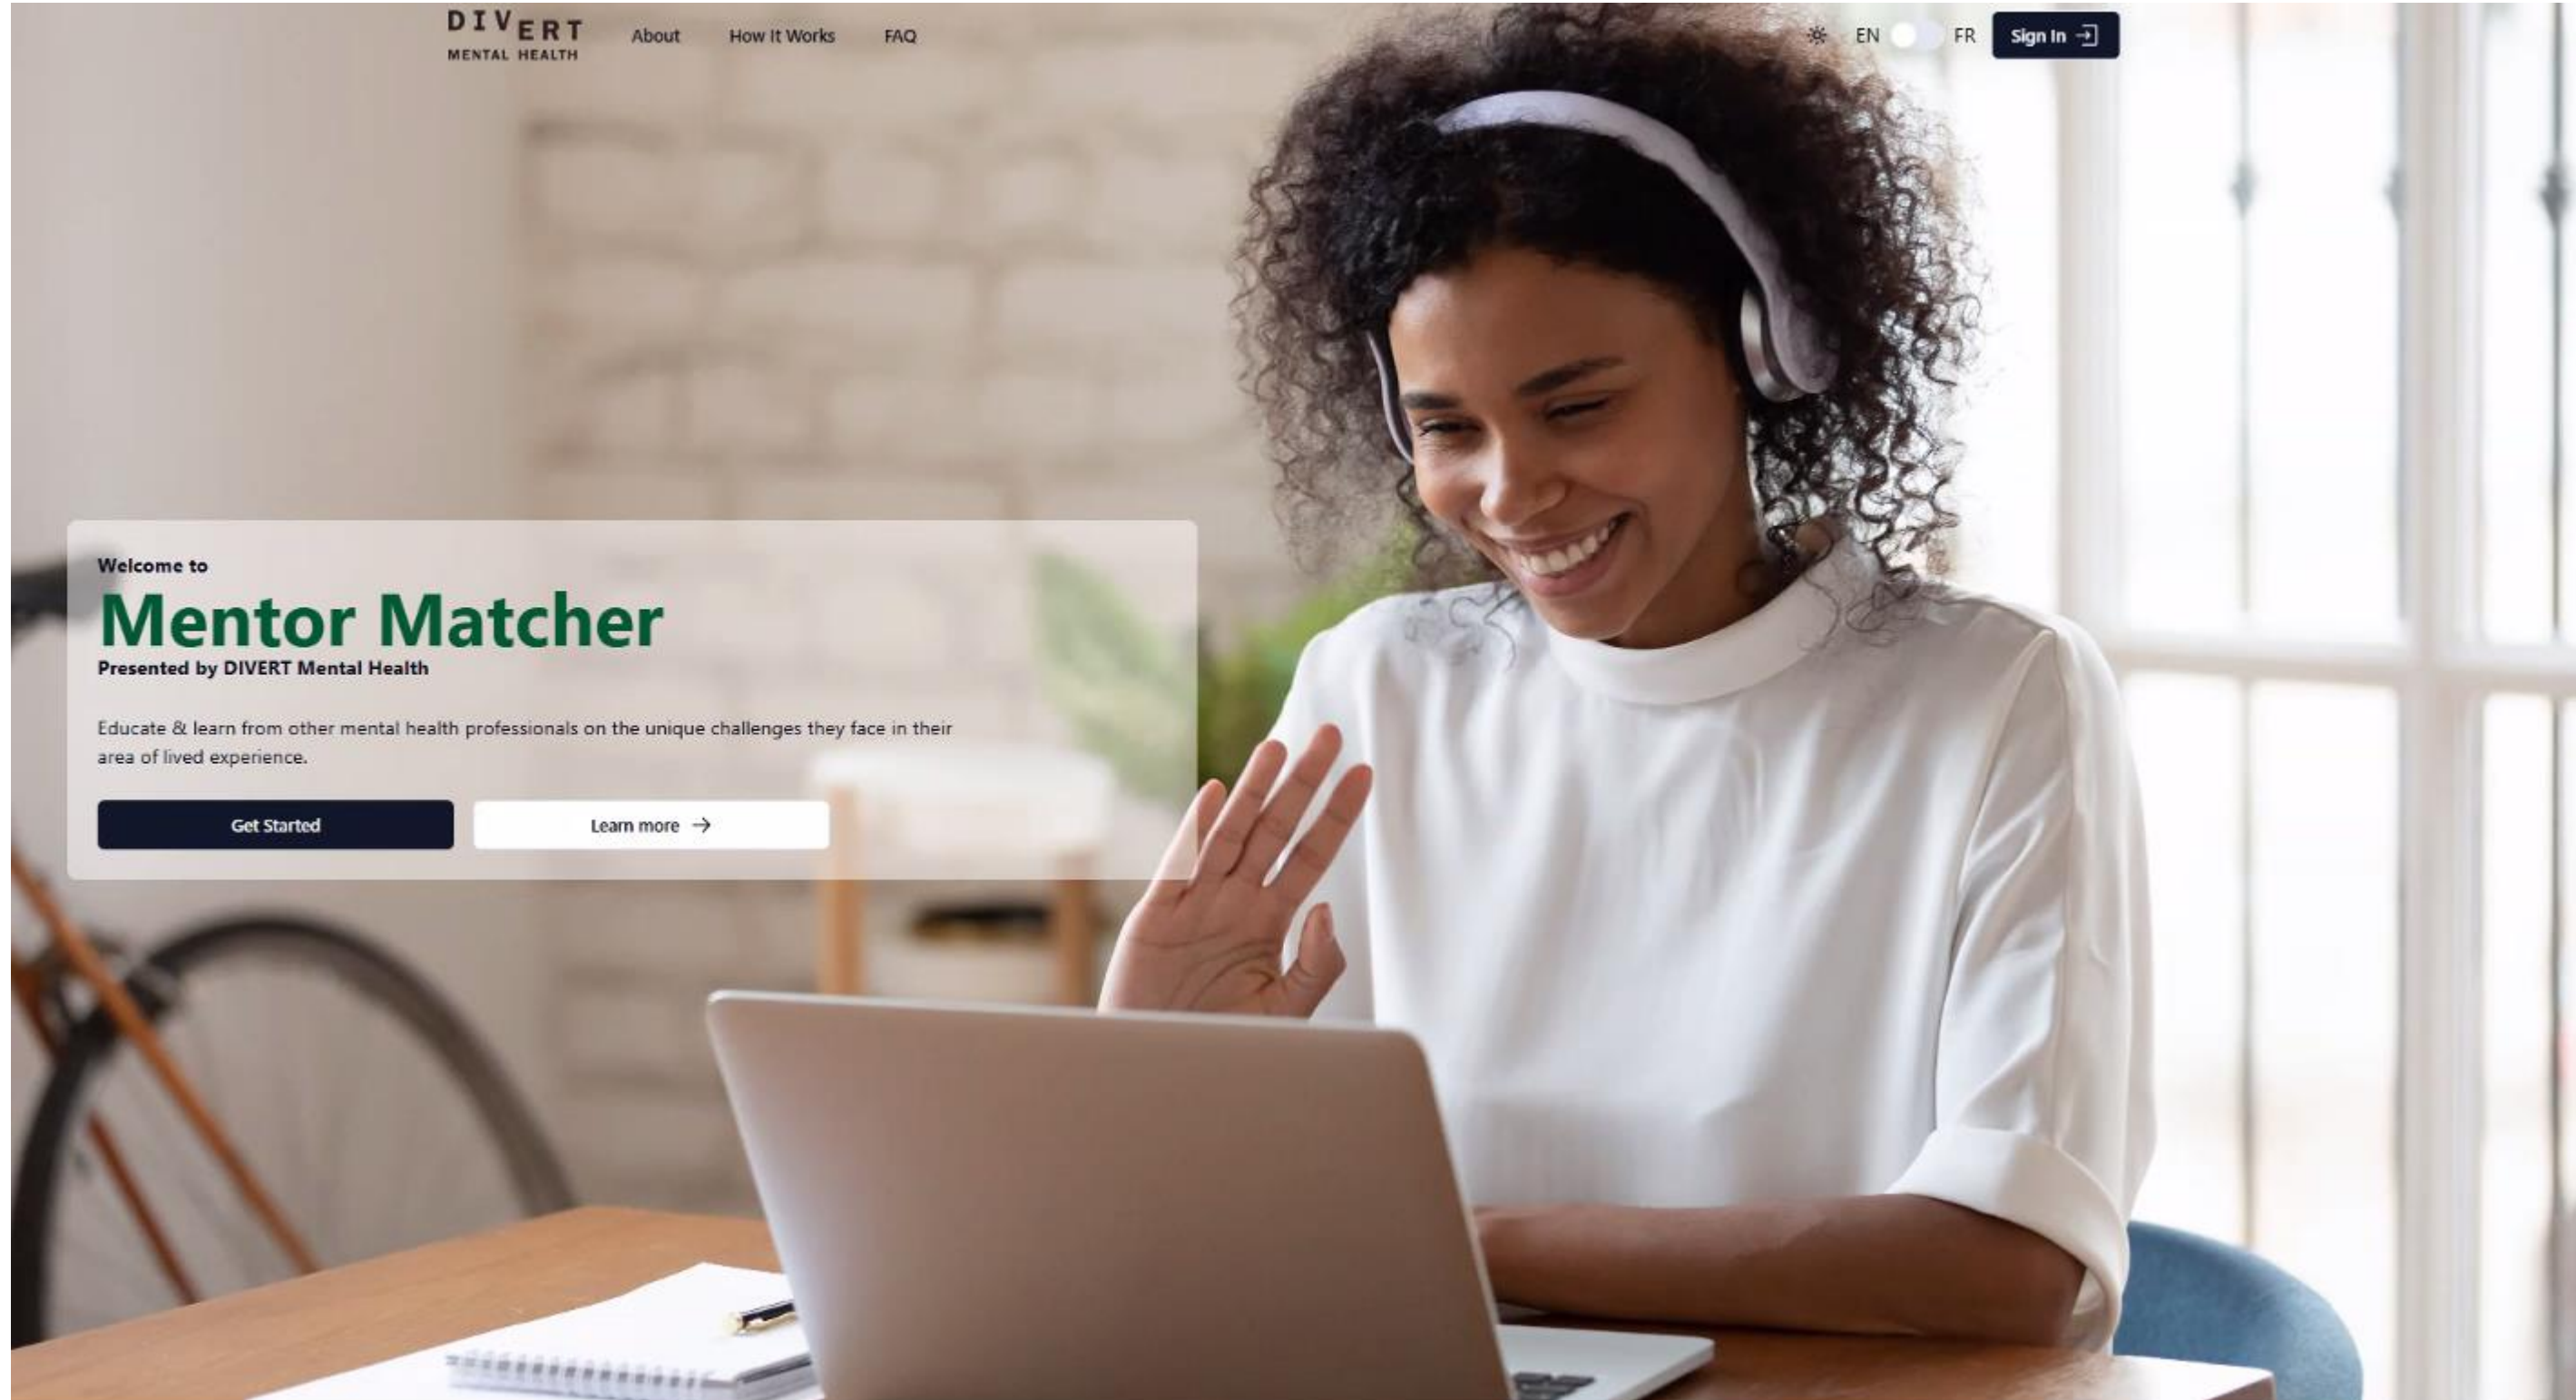 DIVERT
MENTAL HEALTH
About How It Works FAQ
EN FR Sign In
Welcome to
Mentor Matcher
Presented by DIVERT Mental Health
Educate & learn from other mental health professionals on the unique challenges they face in their
area of lived experience.
Get Started Learn more →